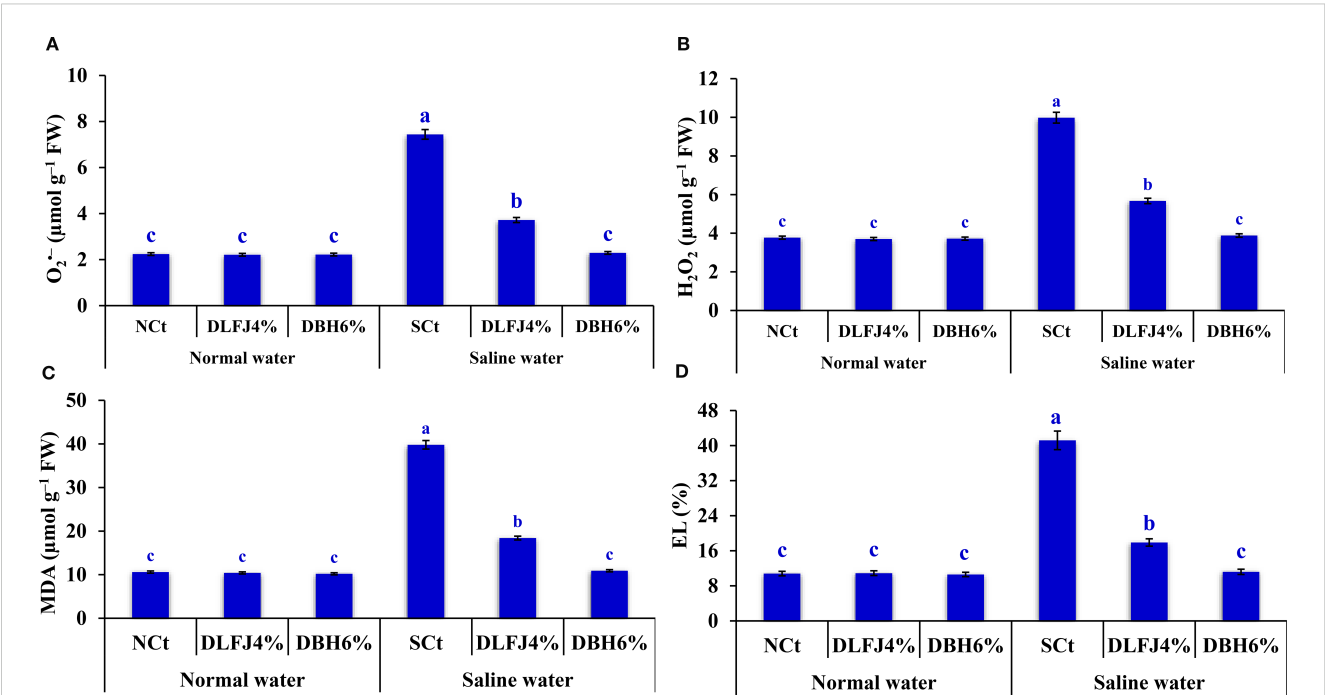 A
O₂•− (µmol g⁻¹ FW)
10
8
6
4
2
0
c
c
c
a
b
c
NCt DLFJ4% DBH6% SCt DLFJ4% DBH6%
Normal water Saline water
B
H₂O₂ (µmol g⁻¹ FW)
12
10
8
6
4
2
0
c
c
c
a
b
c
NCt DLFJ4% DBH6% SCt DLFJ4% DBH6%
Normal water Saline water
C
MDA (µmol g⁻¹ FW)
50
40
30
20
10
0
c
c
c
a
b
c
NCt DLFJ4% DBH6% SCt DLFJ4% DBH6%
Normal water Saline water
D
EL (%)
48
40
32
24
16
8
0
c
c
c
a
b
c
NCt DLFJ4% DBH6% SCt DLFJ4% DBH6%
Normal water Saline water